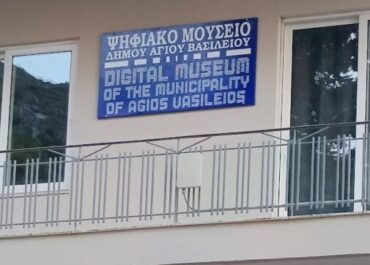 ΨΗΦΙΑΚΟ ΜΟΥΣΕΙΟ
ΔΗΜΟΥ ΑΓΙΟΥ ΒΑΣΙΛΕΙΟΥ
DIGITAL MUSEUM
OF THE MUNICIPALITY
OF AGIOS VASILEIOS